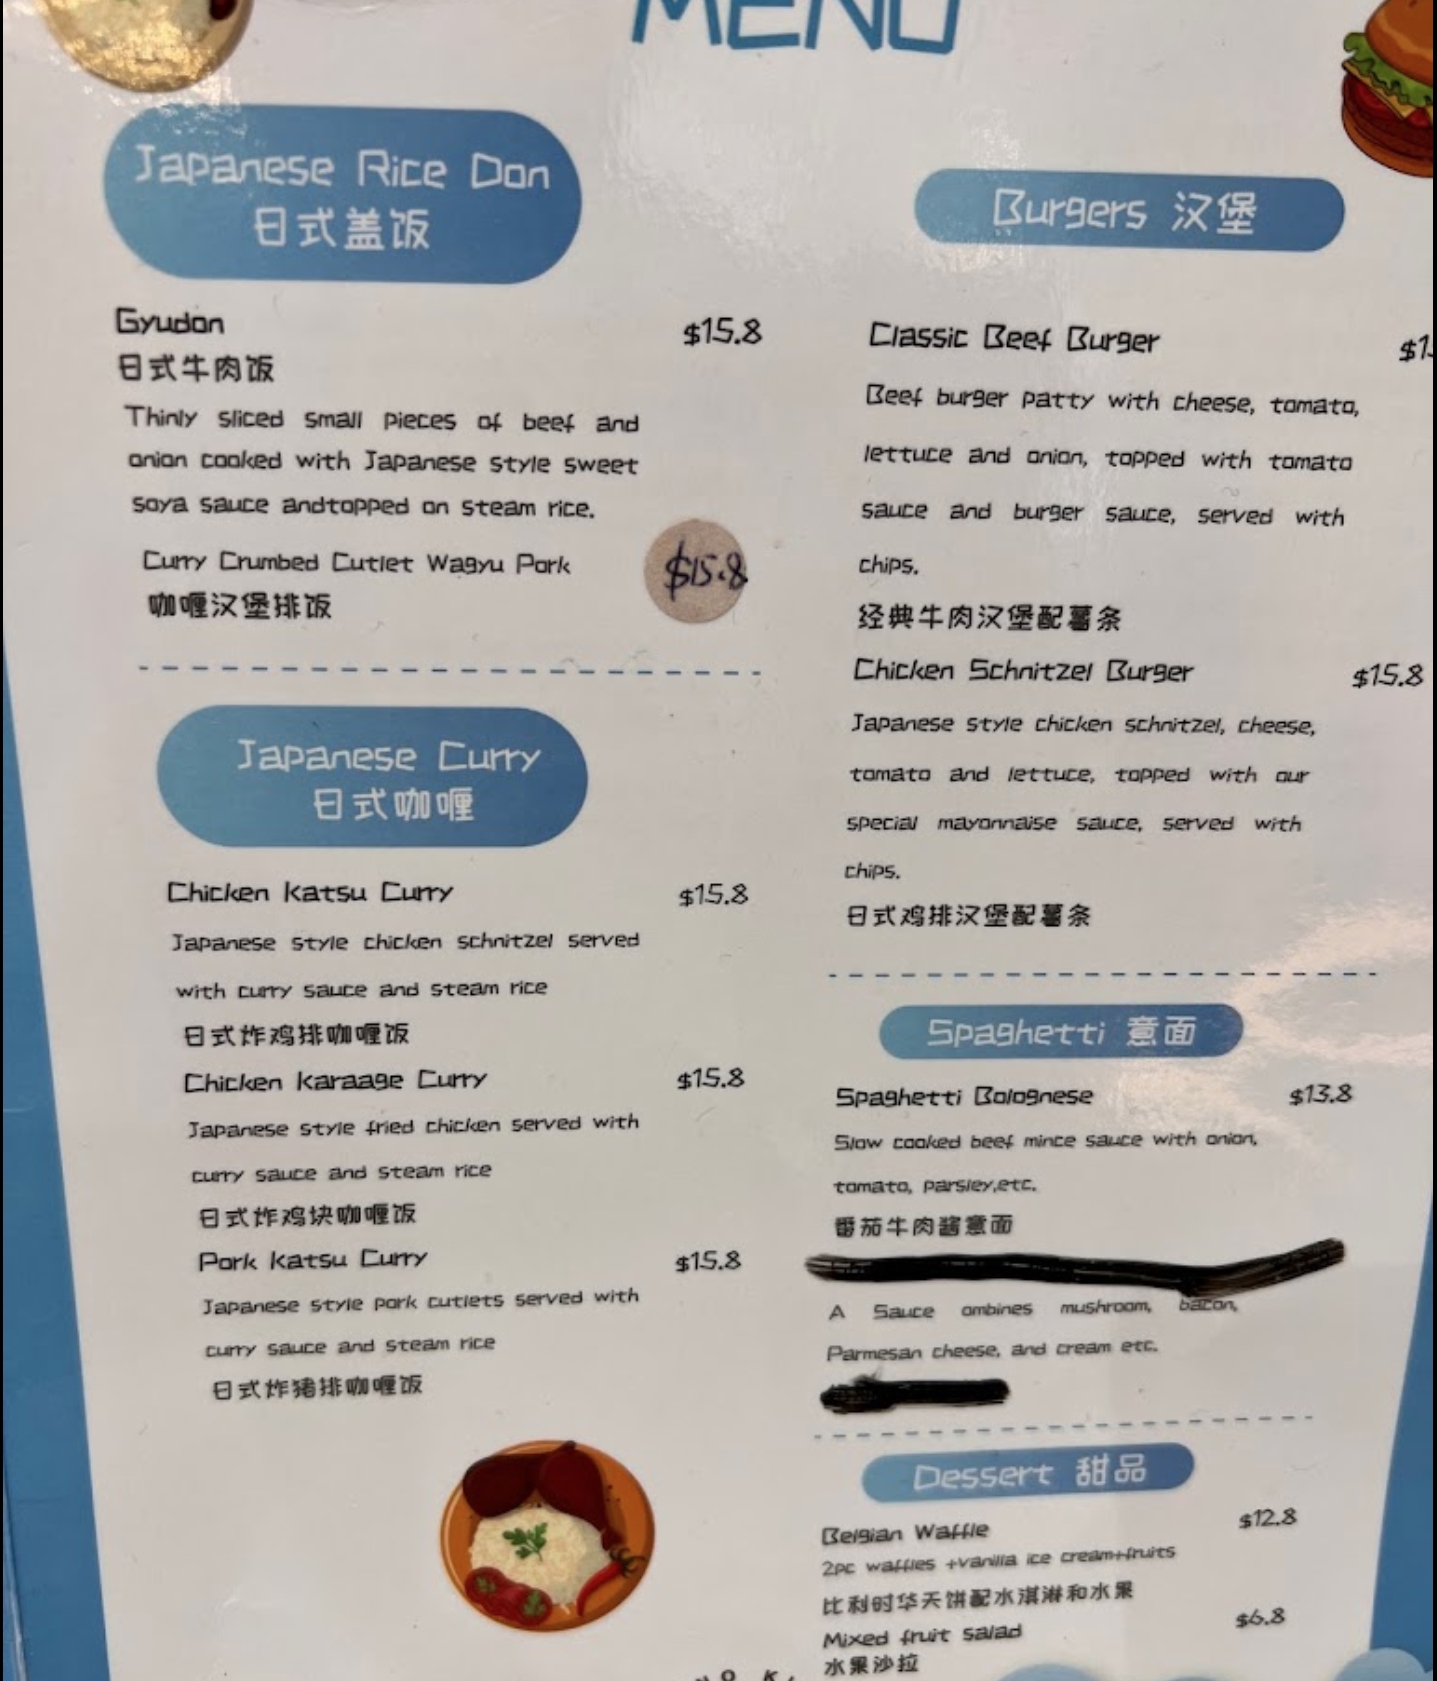 MENU
Japanese Rice Don
日式盖饭
Gyudon $15.8
日式牛肉饭
Thinly sliced small pieces of beef and
onion cooked with Japanese style sweet
soya sauce andtopped on steam rice.
Curry Crumbed Cutlet Wagyu Pork $15.8
咖喱汉堡排饭
Japanese Curry
日式咖喱
Chicken Katsu Curry $15.8
Japanese style chicken schnitzel served
with curry sauce and steam rice
日式炸鸡排咖喱饭
Chicken Karaage Curry $15.8
Japanese style fried chicken served with
curry sauce and steam rice
日式炸鸡块咖喱饭
Pork Katsu Curry $15.8
Japanese style pork cutlets served with
curry sauce and steam rice
日式炸猪排咖喱饭
Burgers 汉堡
Classic Beef Burger
Beef burger patty with cheese, tomato,
lettuce and onion, topped with tomato
sauce and burger sauce, served with
chips.
经典牛肉汉堡配薯条
Chicken Schnitzel Burger $15.8
Japanese style chicken schnitzel, cheese,
tomato and lettuce, topped with our
special mayonnaise sauce, served with
chips.
日式鸡排汉堡配薯条
Spaghetti 意面
Spaghetti Bolognese $13.8
Slow cooked beef mince sauce with onion,
tomato, parsley,etc.
番茄牛肉酱意面
A Sauce ombines mushroom, bacon,
Parmesan cheese, and cream etc.
Dessert 甜品
Belgian Waffle $12.8
2pc waffles +vanilla ice cream+fruits
比利时华夫饼配冰淇淋和水果
Mixed fruit salad $6.8
水果沙拉